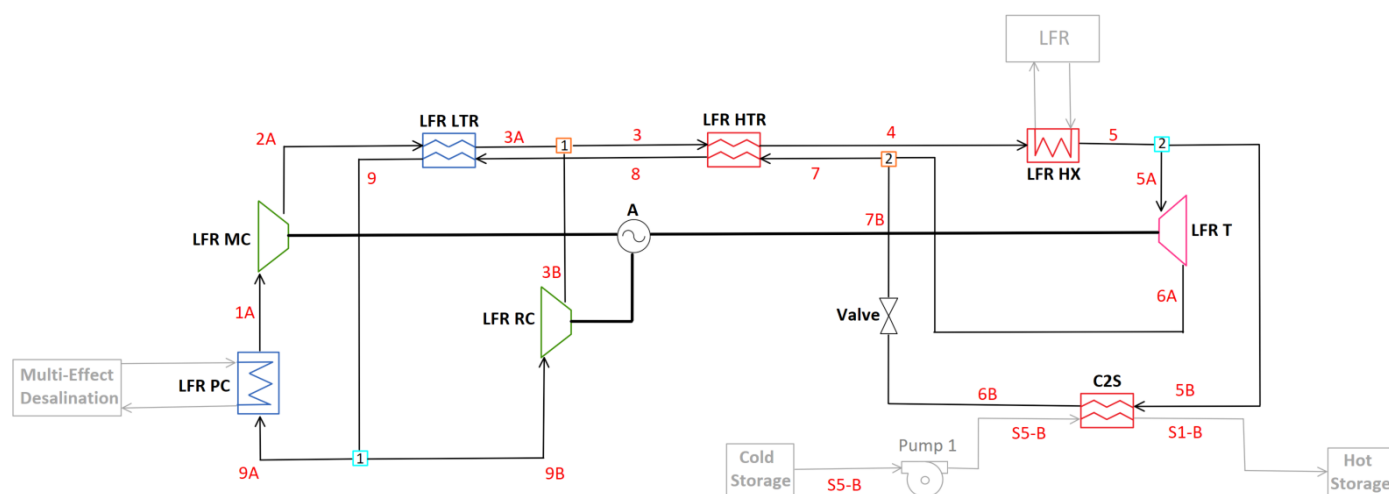 LFR
LFR LTR
LFR HTR
2A
3A
1
3
4
5
2
9
8
7
2
LFR HX
5A
A
7B
LFR MC
LFR T
3B
6A
1A
LFR RC
Valve
Multi-Effect
Desalination
LFR PC
C2S
6B
5B
S5-B
S1-B
Pump 1
9A
1
9B
Cold
Storage
S5-B
Hot
Storage